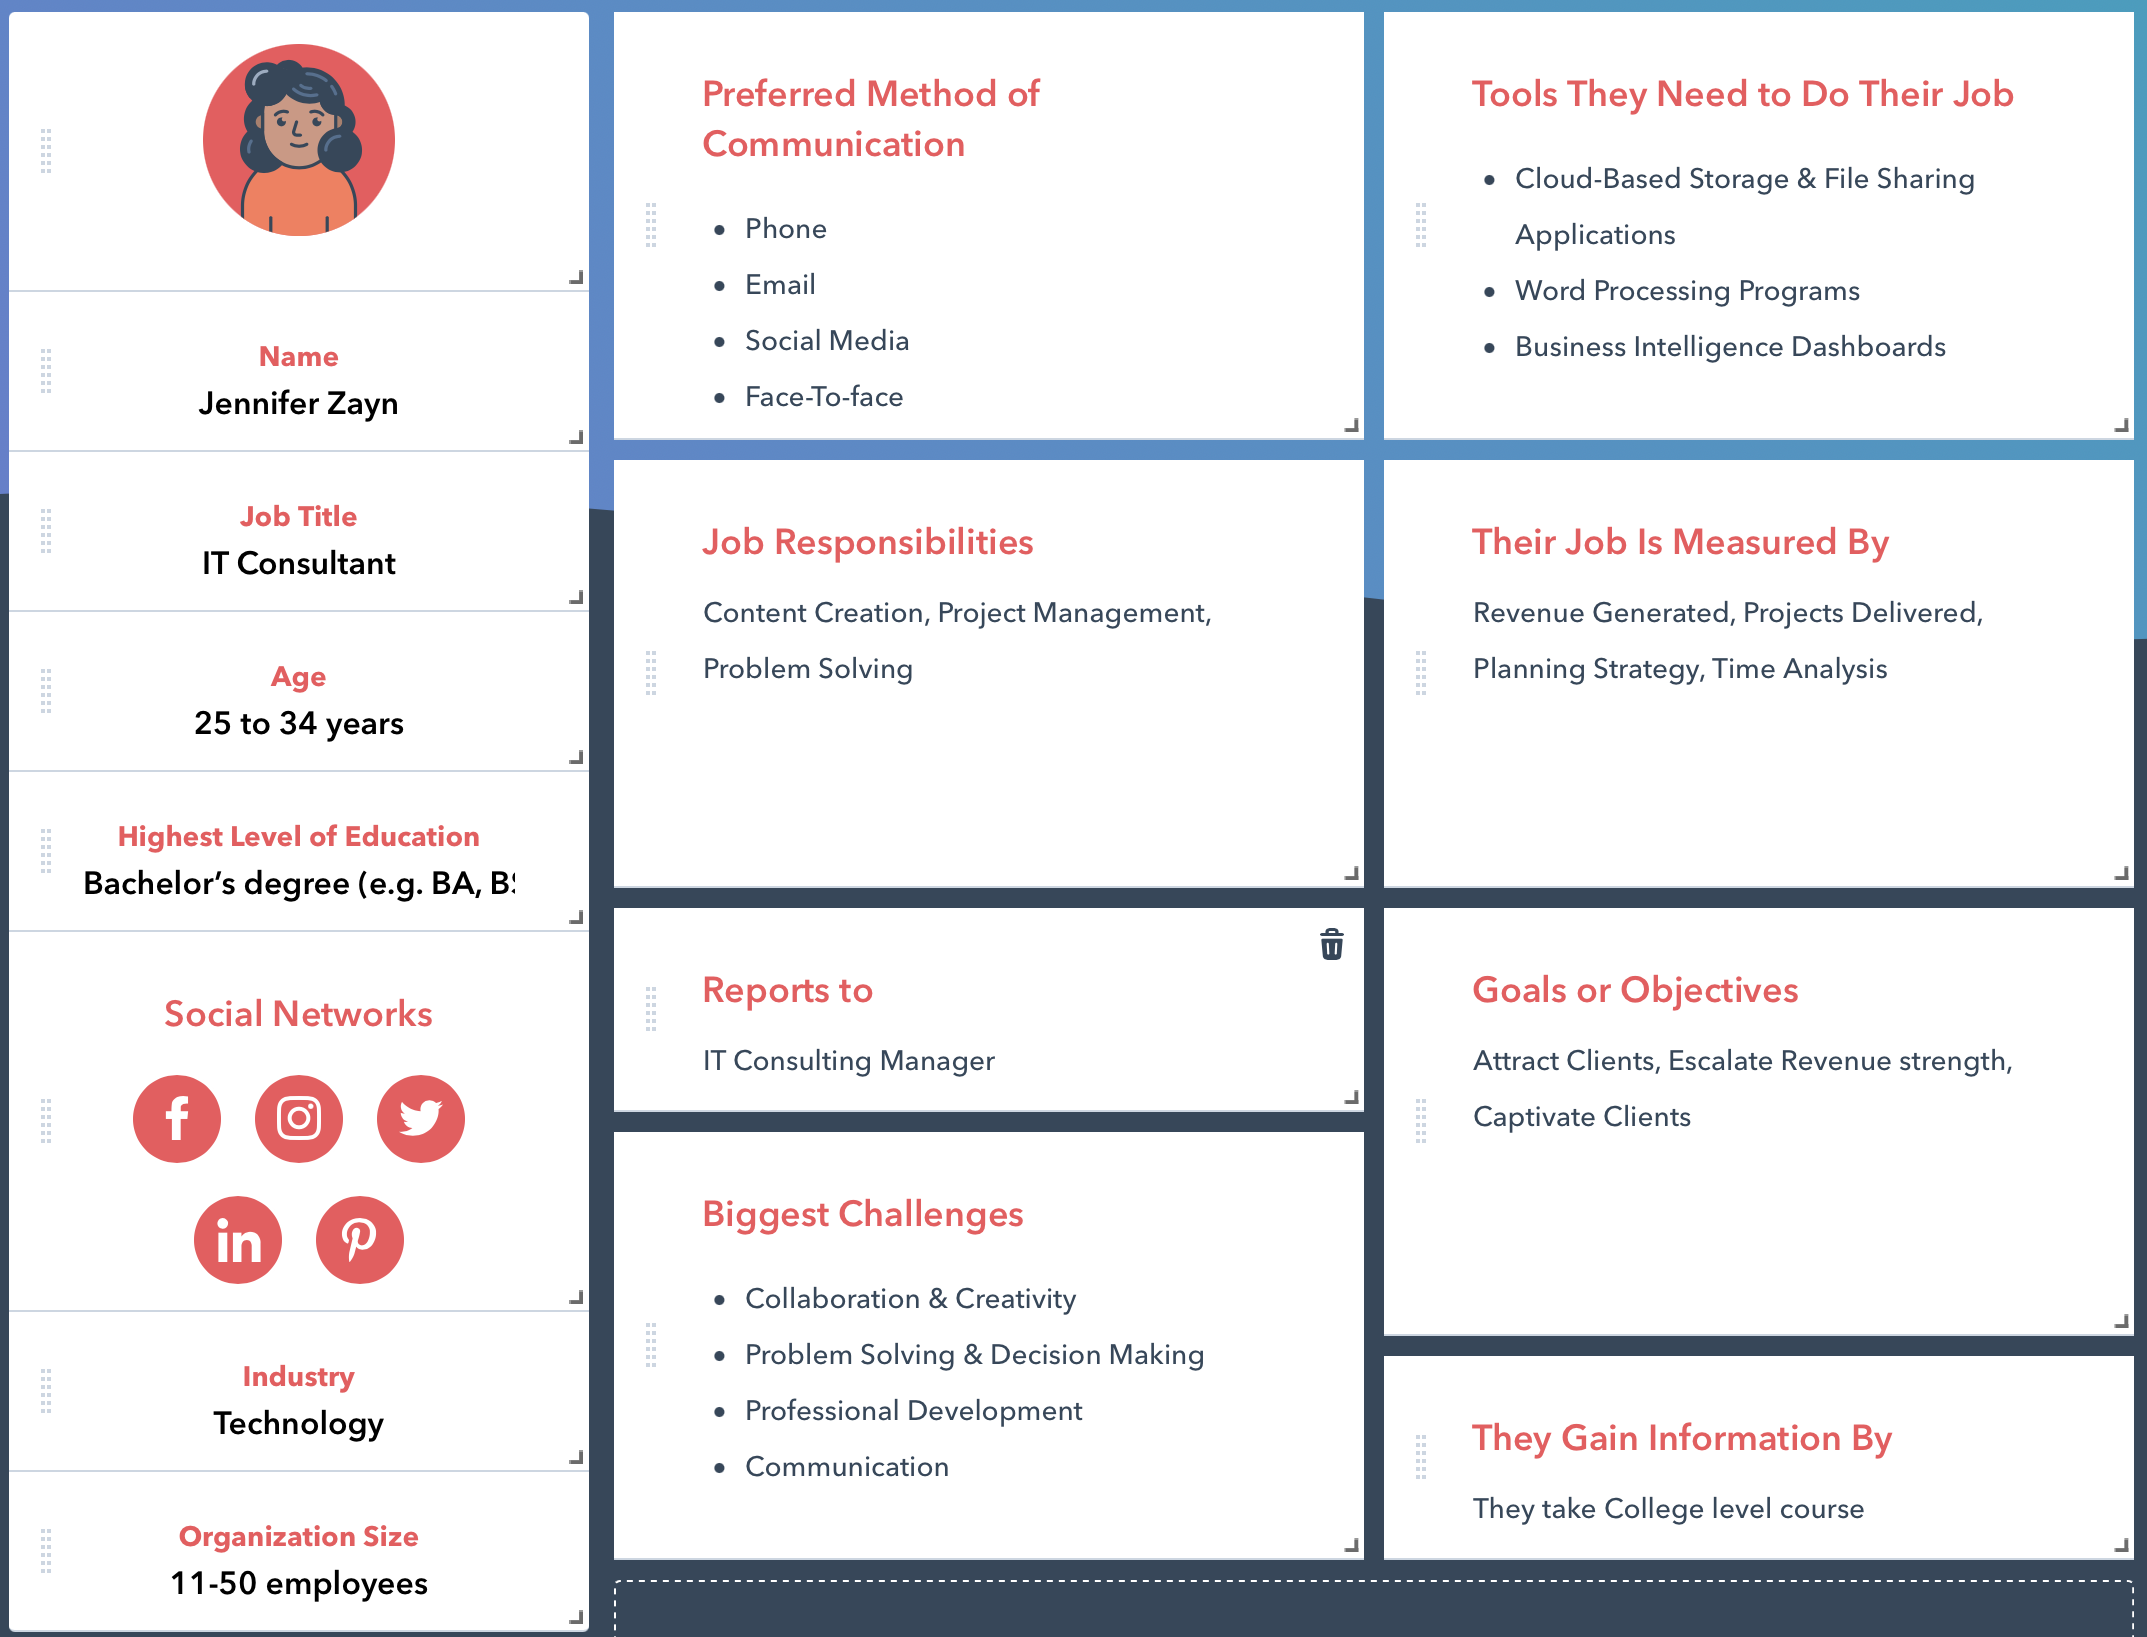 Name
Jennifer Zayn
Job Title
IT Consultant
Age
25 to 34 years
Highest Level of Education
Bachelor's degree (e.g. BA,
Social Networks
f
in
Industry
Technology
Organization Size
11-50 employees
Preferred Method of
Communication
Phone
Email
Social Media
Face-To-face
Tools They Need to Do Their Job
Cloud-Based Storage & File Sharing
Applications
Word Processing Programs
Business Intelligence Dashboards
Job Responsibilities
Content Creation, Project Management,
Problem Solving
Their Job Is Measured By
Revenue Generated, Projects Delivered,
Planning Strategy, Time Analysis
Reports to
IT Consulting Manager
Goals or Objectives
Attract Clients, Escalate Revenue strength,
Captivate Clients
Biggest Challenges
Collaboration & Creativity
Problem Solving & Decision Making
Professional Development
Communication
They Gain Information By
They take College level course